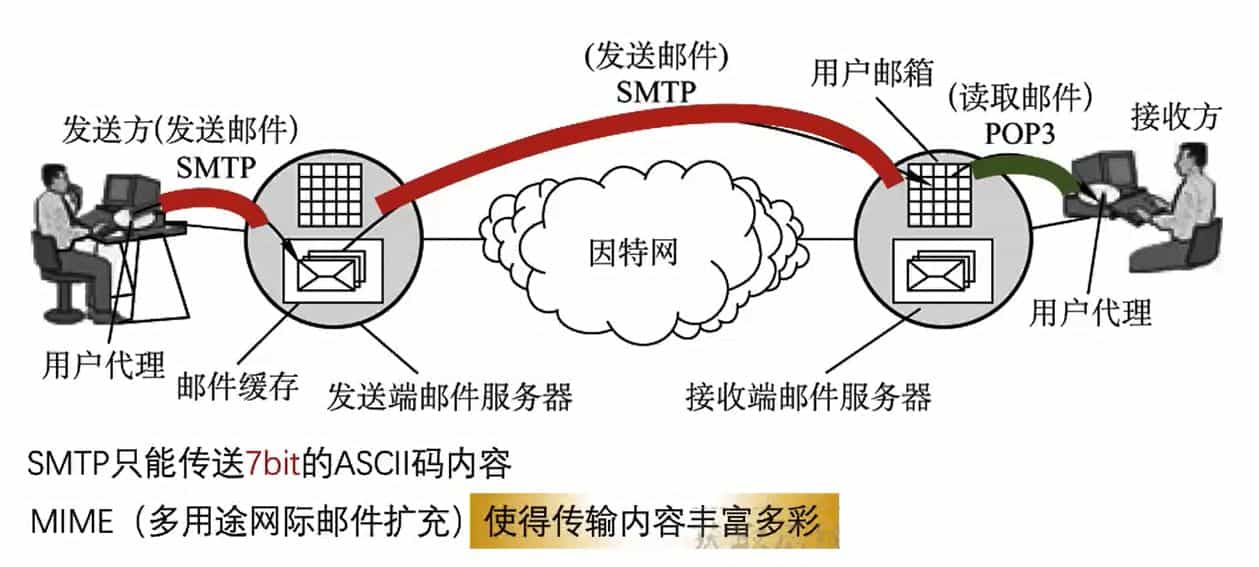 (发送邮件)
SMTP
用户邮箱
(读取邮件)
POP3
接收方
发送方(发送邮件)
SMTP
因特网
用户代理
邮件缓存
发送端邮件服务器
接收端邮件服务器
用户代理
SMTP只能传送7bit的ASCII码内容
MIME（多用途网际邮件扩充）使得传输内容丰富多彩